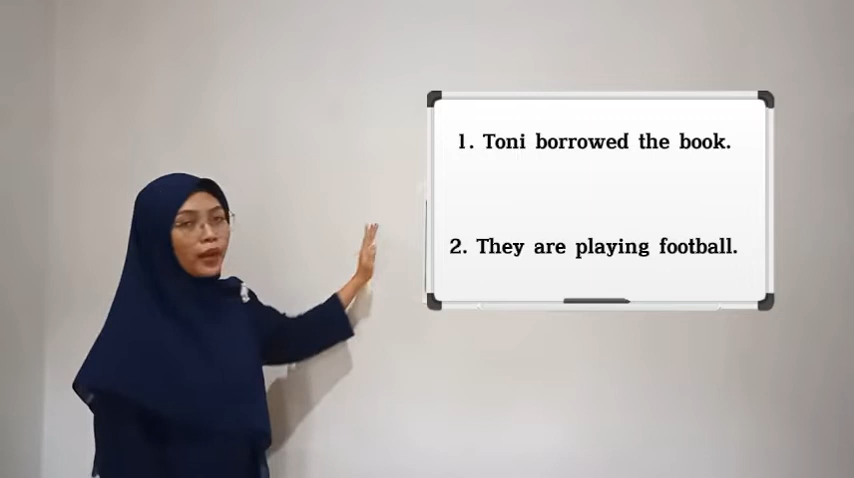 1. Toni borrowed the book.
2. They are playing football.